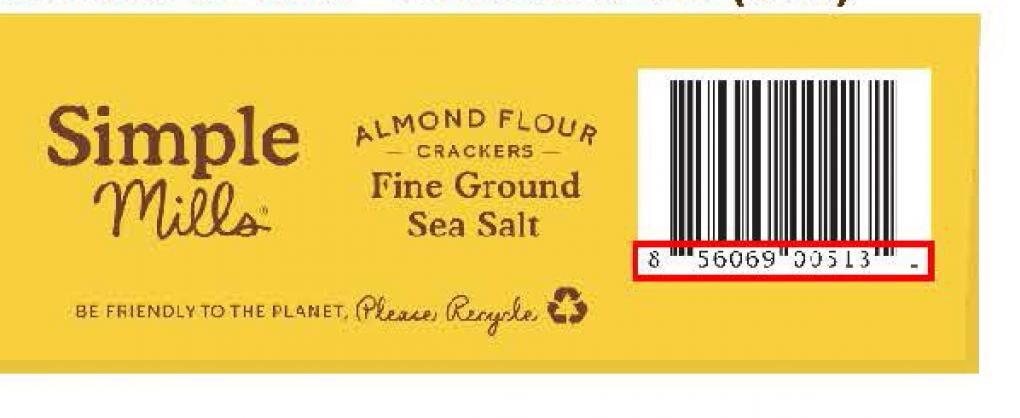 Simple
Mills®
ALMOND FLOUR
— CRACKERS —
Fine Ground
Sea Salt
8 56069 00513
BE FRIENDLY TO THE PLANET, Please Recycle